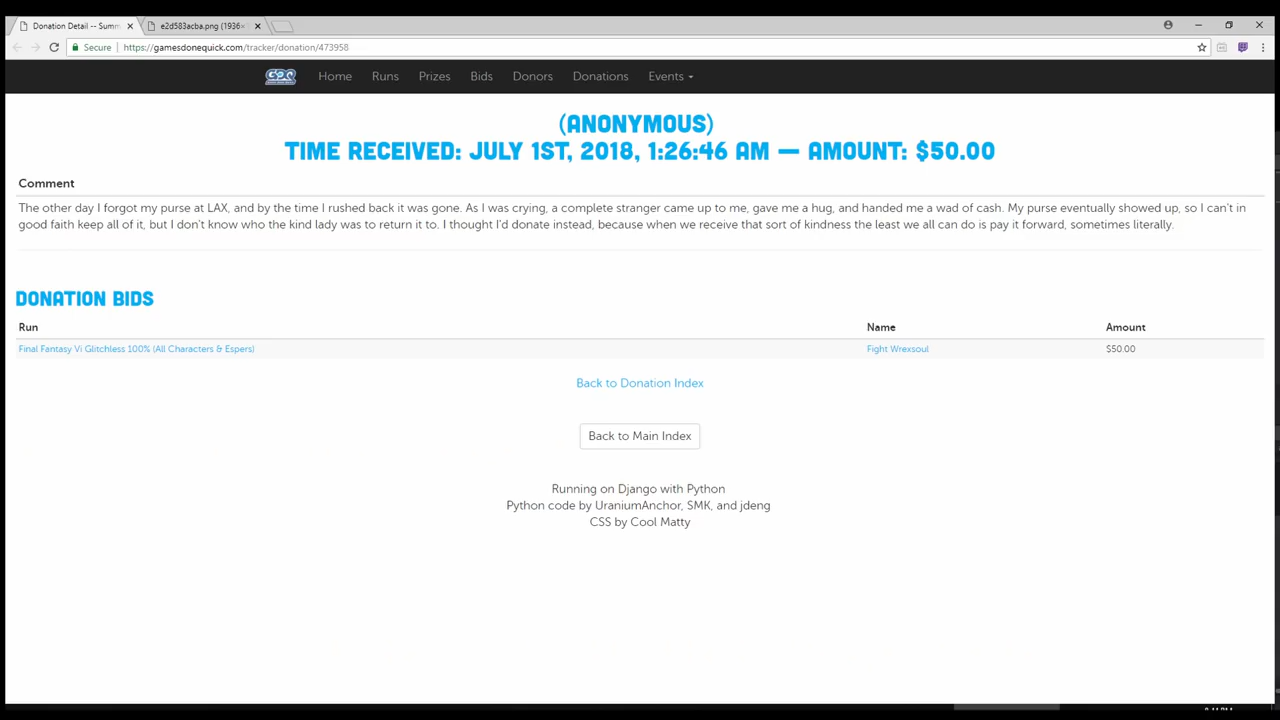 Donation Detail -- Summ
e2d583acba.png (1936×
Secure
https://gamesdonequick.com/tracker/donation/473958
GDQ
Home
Runs
Prizes
Bids
Donors
Donations
Events
(ANONYMOUS)
TIME RECEIVED: JULY 1ST, 2018, 1:26:46 AM — AMOUNT: $50.00
Comment
The other day I forgot my purse at LAX, and by the time I rushed back it was gone. As I was crying, a complete stranger came up to me, gave me a hug, and handed me a wad of cash. My purse eventually showed up, so I can't in
good faith keep all of it, but I don't know who the kind lady was to return it to. I thought I'd donate instead, because when we receive that sort of kindness the least we all can do is pay it forward, sometimes literally.
DONATION BIDS
Run
Name
Amount
Final Fantasy Vi Glitchless 100% (All Characters & Espers)
Fight Wrexsoul
$50.00
Back to Donation Index
Back to Main Index
Running on Django with Python
Python code by UraniumAnchor, SMK, and jdeng
CSS by Cool Matty